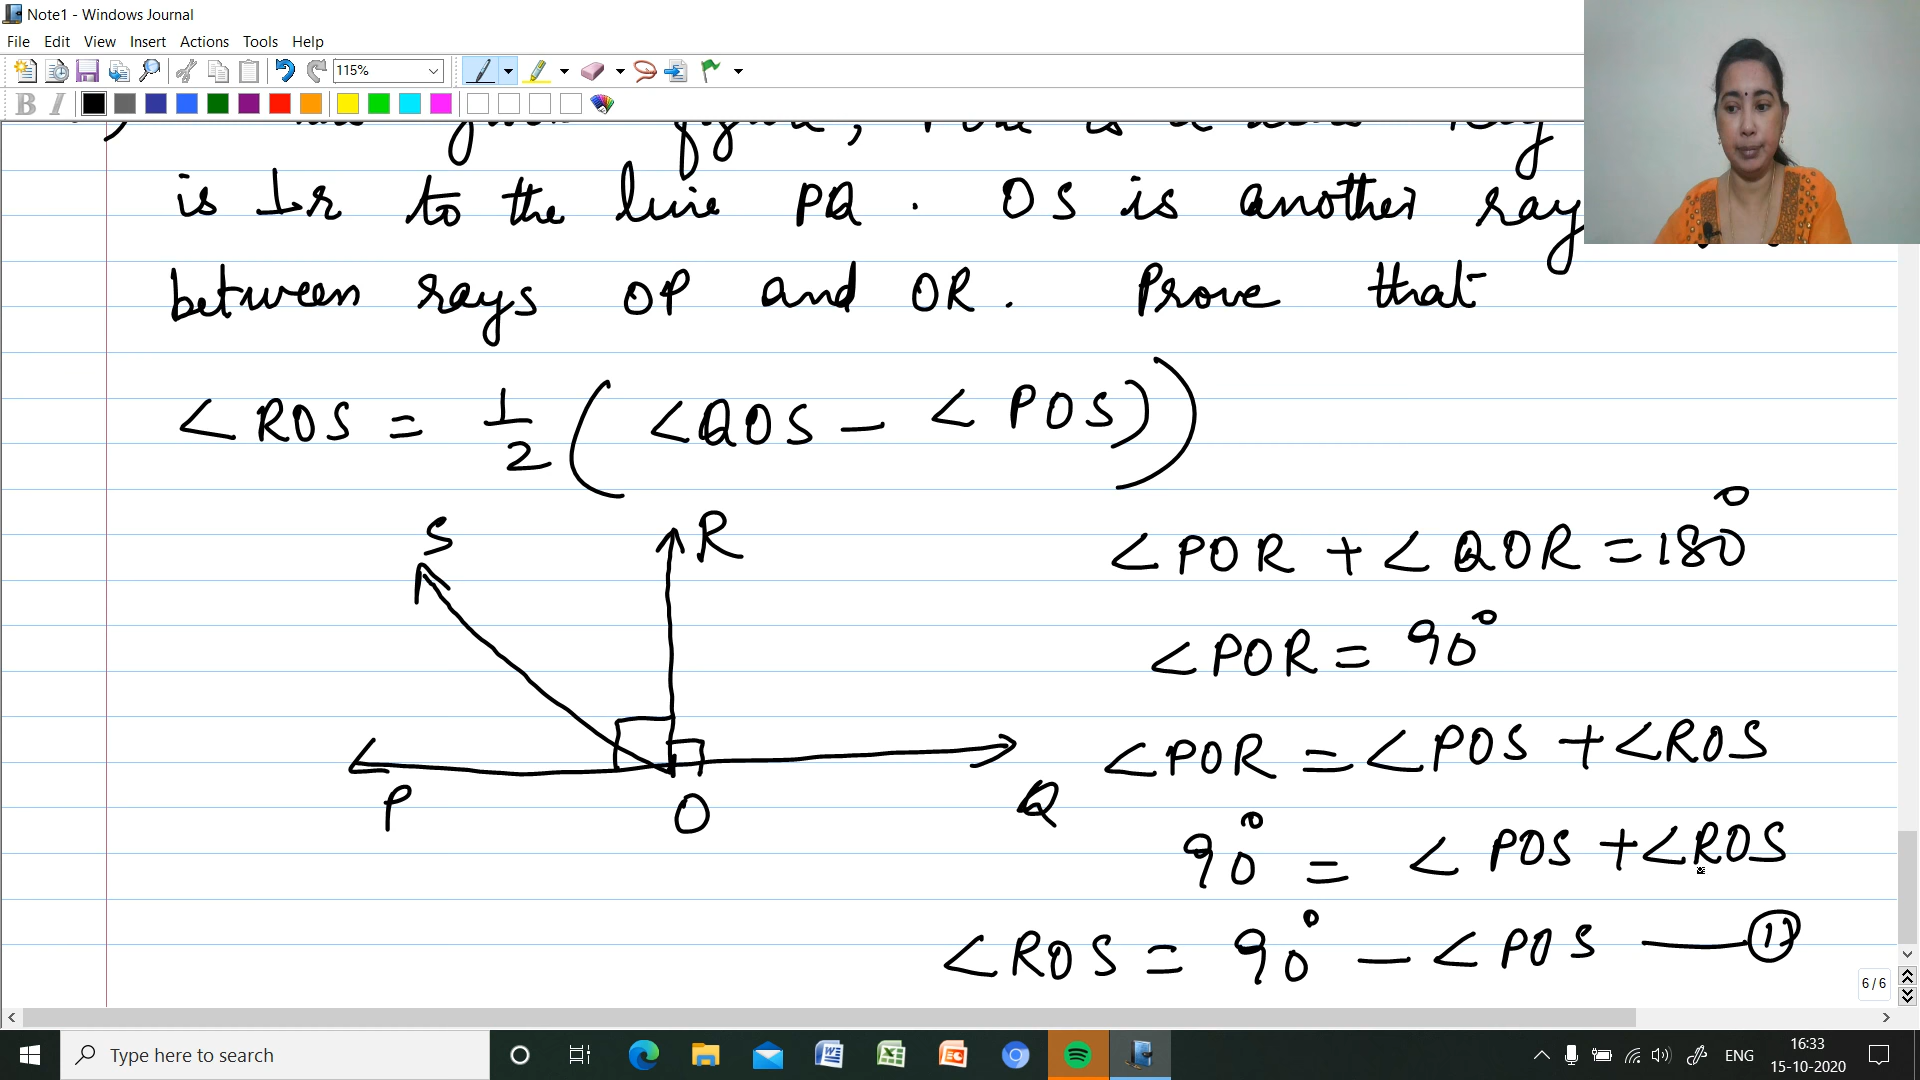 Note1 - Windows Journal
File Edit View Insert Actions Tools Help
115%
B I
given figure, is a
is ⊥r to the line PQ. OS is another ray
between rays OP and OR. Prove that
∠ROS = 1/2 (∠QOS - ∠POS))
S
R
P
O
Q
∠POR + ∠QOR = 180°
∠POR = 90°
∠POR = ∠POS + ∠ROS
90° = ∠POS + ∠ROS
∠ROS = 90° - ∠POS — ①
6 / 6
Type here to search
ENG
16:33
15-10-2020